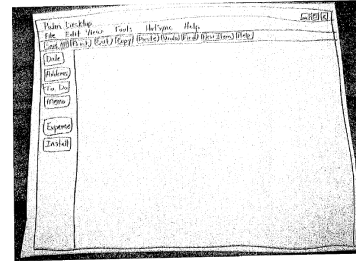 Palm Desktop
File Edit View Tools HotSync Help
Print Cut Copy Paste Undo Find New Item Help
Date
Address
To Do
Memo
Expense
Install